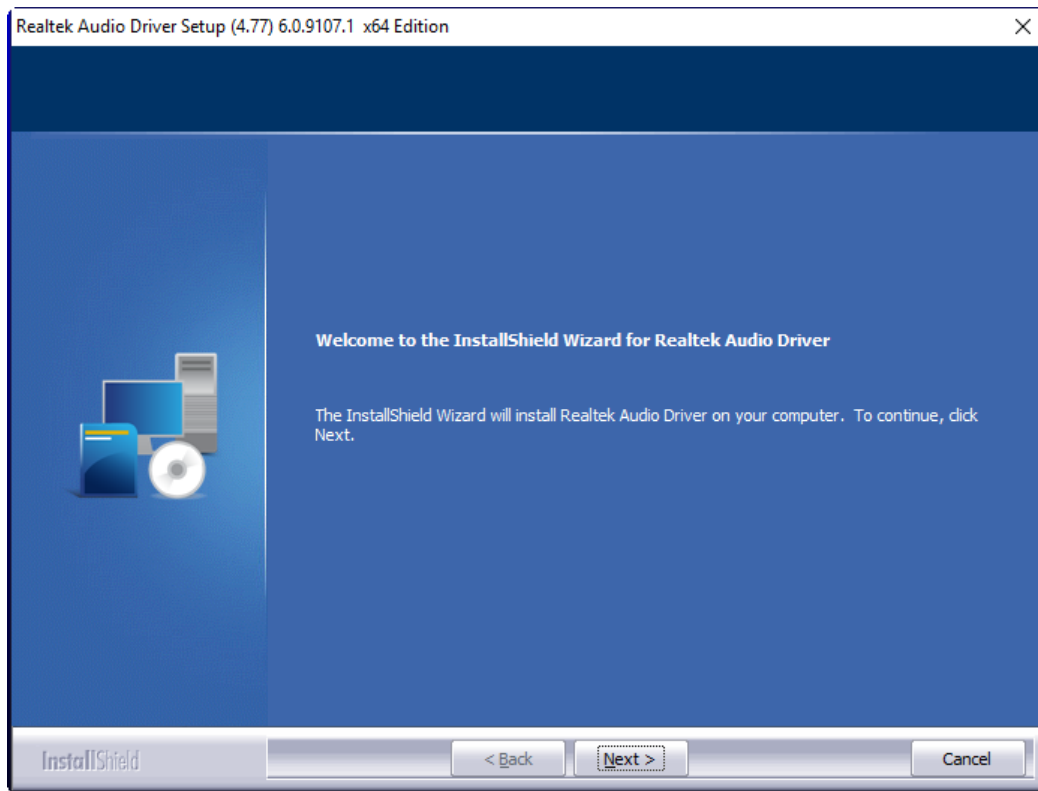 Realtek Audio Driver Setup (4.77) 6.0.9107.1 x64 Edition
Welcome to the InstallShield Wizard for Realtek Audio Driver
The InstallShield Wizard will install Realtek Audio Driver on your computer. To continue, click
Next.
InstallShield
< Back
Next >
Cancel